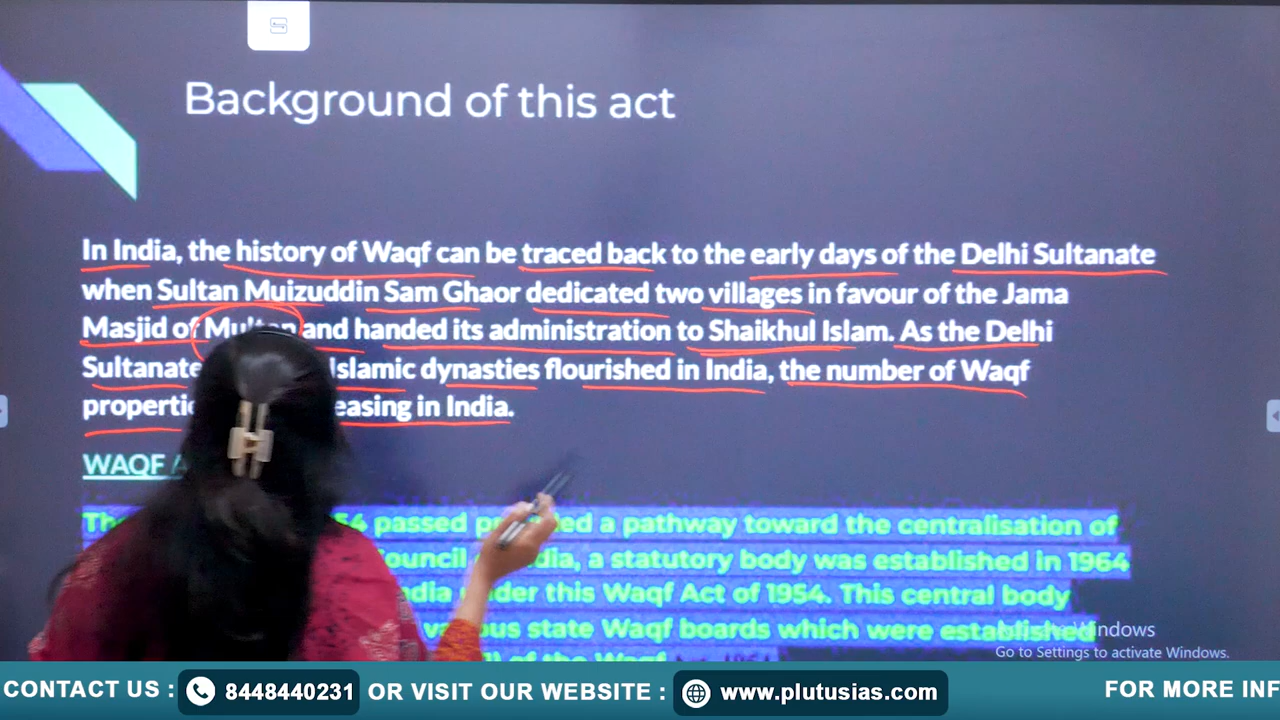 Background of this act
In India, the history of Waqf can be traced back to the early days of the Delhi Sultanate
when Sultan Muizuddin Sam Ghaor dedicated two villages in favour of the Jama
Masjid of Multan and handed its administration to Shaikhul Islam. As the Delhi
Sultanate Islamic dynasties flourished in India, the number of Waqf
in India.
WAQF
passed a pathway toward the centralisation of
a statutory body was established in 1964
this Waqf Act of 1954. This central body
state Waqf boards which were established
of the Waqf
Windows
Go to Settings to activate Windows.
CONTACT US : 8448440231 OR VISIT OUR WEBSITE : www.plutusias.com FOR MORE INF